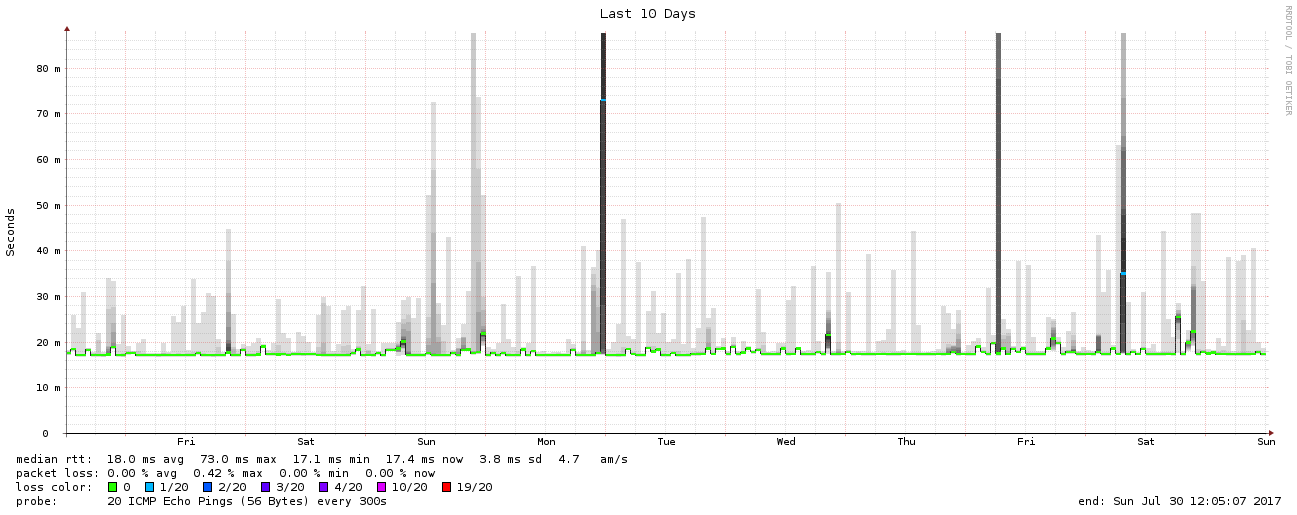 Last 10 Days
RRDTOOL / TOBI OETIKER
Seconds
80 m
70 m
60 m
50 m
40 m
30 m
20 m
10 m
0
Fri Sat Sun Mon Tue Wed Thu Fri Sat Sun
median rtt: 18.0 ms avg 73.0 ms max 17.1 ms min 17.4 ms now 3.8 ms sd 4.7 am/s
packet loss: 0.00 % avg 0.42 % max 0.00 % min 0.00 % now
loss color: 0 1/20 2/20 3/20 4/20 10/20 19/20
probe: 20 ICMP Echo Pings (56 Bytes) every 300s end: Sun Jul 30 12:05:07 2017